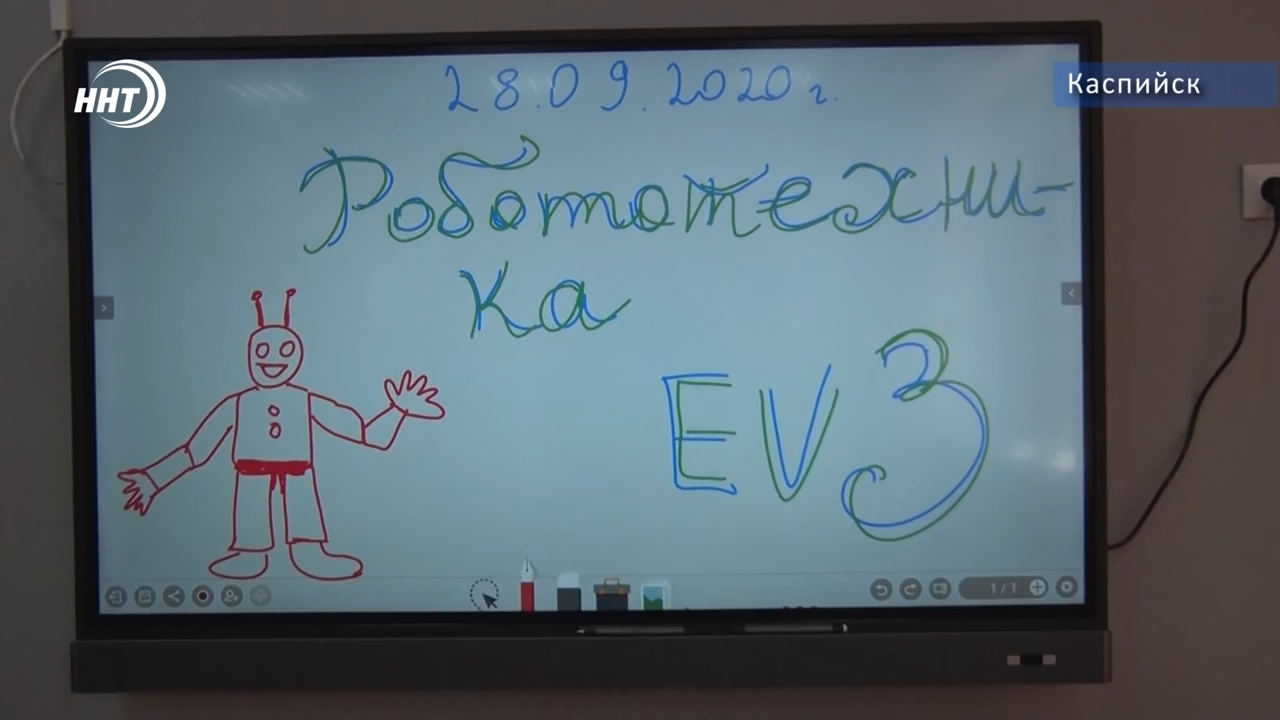 ННТ
Каспийск
28.09.2020 г.
Робототехни-
ка
EV3
1/1